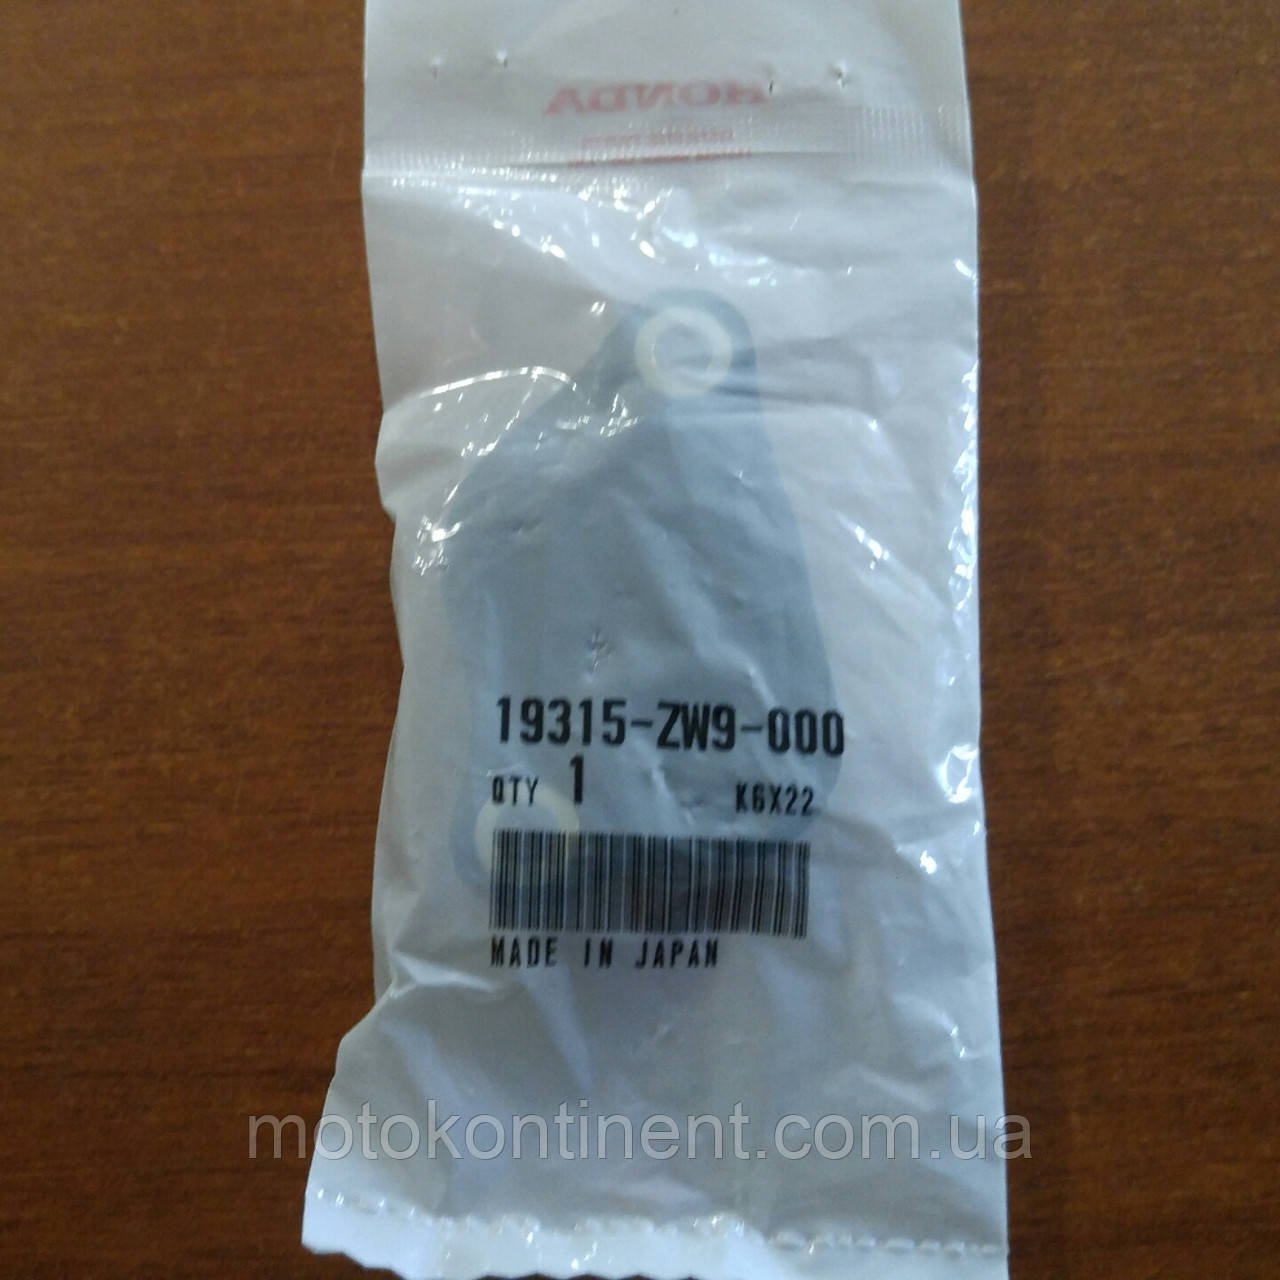 HONDA
19315-ZW9-000
QTY 1 K6X22
MADE IN JAPAN
motokontinent.com.ua